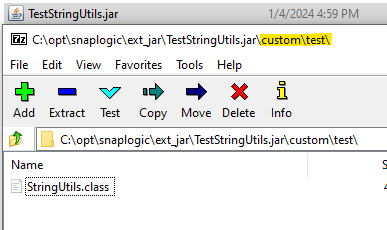 TestStringUtils.jar 1/4/2024 4:59 PM
7z C:\opt\snaplogic\ext_jar\TestStringUtils.jar\custom\test\
File Edit View Favorites Tools Help
Add Extract Test Copy Move Delete Info
C:\opt\snaplogic\ext_jar\TestStringUtils.jar\custom\test\
Name
StringUtils.class